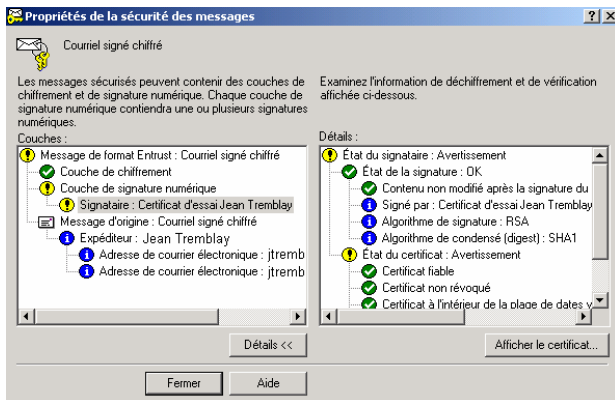 Propriétés de la sécurité des messages
Courriel signé chiffré
Les messages sécurisés peuvent contenir des couches de
chiffrement et de signature numérique. Chaque couche de
signature numérique contiendra une ou plusieurs signatures
numériques.
Couches :
Message de format Entrust : Courriel signé chiffré
Couche de chiffrement
Couche de signature numérique
Signataire : Certificat d'essai Jean Tremblay
Message d'origine : Courriel signé chiffré
Expéditeur : Jean Tremblay
Adresse de courrier électronique : jtremb
Adresse de courrier électronique : jtremb
Détails <<
Examinez l'information de déchiffrement et de vérification
affichée ci-dessous.
Détails :
État du signataire : Avertissement
État de la signature : OK
Contenu non modifié après la signature du
Signé par : Certificat d'essai Jean Tremblay
Algorithme de signature : RSA
Algorithme de condensé (digest) : SHA1
État du certificat : Avertissement
Certificat fiable
Certificat non révoqué
Certificat à l'intérieur de la plage de dates v
Afficher le certificat...
Fermer
Aide